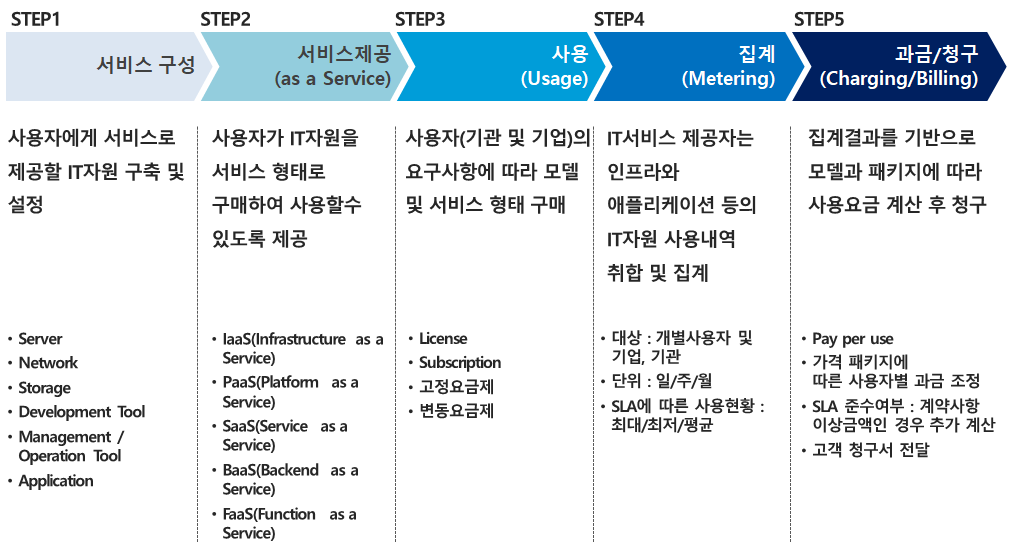 STEP1
서비스 구성
사용자에게 서비스로
제공할 IT자원 구축 및
설정
• Server
• Network
• Storage
• Development Tool
• Management /
Operation Tool
• Application
STEP2
서비스제공
(as a Service)
사용자가 IT자원을
서비스 형태로
구매하여 사용할수
있도록 제공
• IaaS(Infrastructure as a
Service)
• PaaS(Platform as a
Service)
• SaaS(Service as a
Service)
• BaaS(Backend as a
Service)
• FaaS(Function as a
Service)
STEP3
사용
(Usage)
사용자(기관 및 기업)의
요구사항에 따라 모델
및 서비스 형태 구매
• License
• Subscription
• 고정요금제
• 변동요금제
STEP4
집계
(Metering)
IT서비스 제공자는
인프라와
애플리케이션 등의
IT자원 사용내역
취합 및 집계
• 대상 : 개별사용자 및
기업, 기관
• 단위 : 일/주/월
• SLA에 따른 사용현황 :
최대/최저/평균
STEP5
과금/청구
(Charging/Billing)
집계결과를 기반으로
모델과 패키지에 따라
사용요금 계산 후 청구
• Pay per use
• 가격 패키지에
따른 사용자별 과금 조정
• SLA 준수여부 : 계약사항
이상금액인 경우 추가 계산
• 고객 청구서 전달